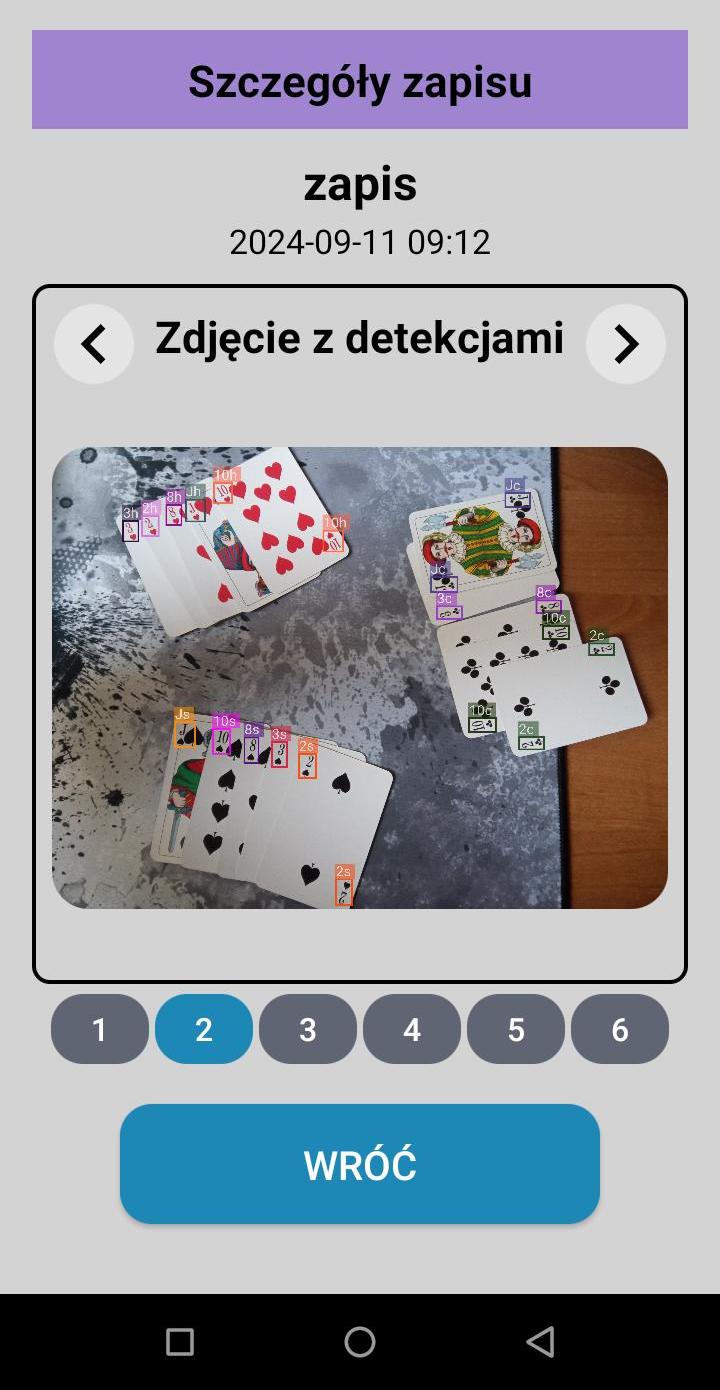 Szczegóły zapisu
zapis
2024-09-11 09:12
Zdjęcie z detekcjami
3h 2h 8h Jh 10h
10h
Jc
Jc
3c 8c
10c 2c
10c 2c
Js 10s 8s 3s 2s
2s
1 2 3 4 5 6
WRÓĆ